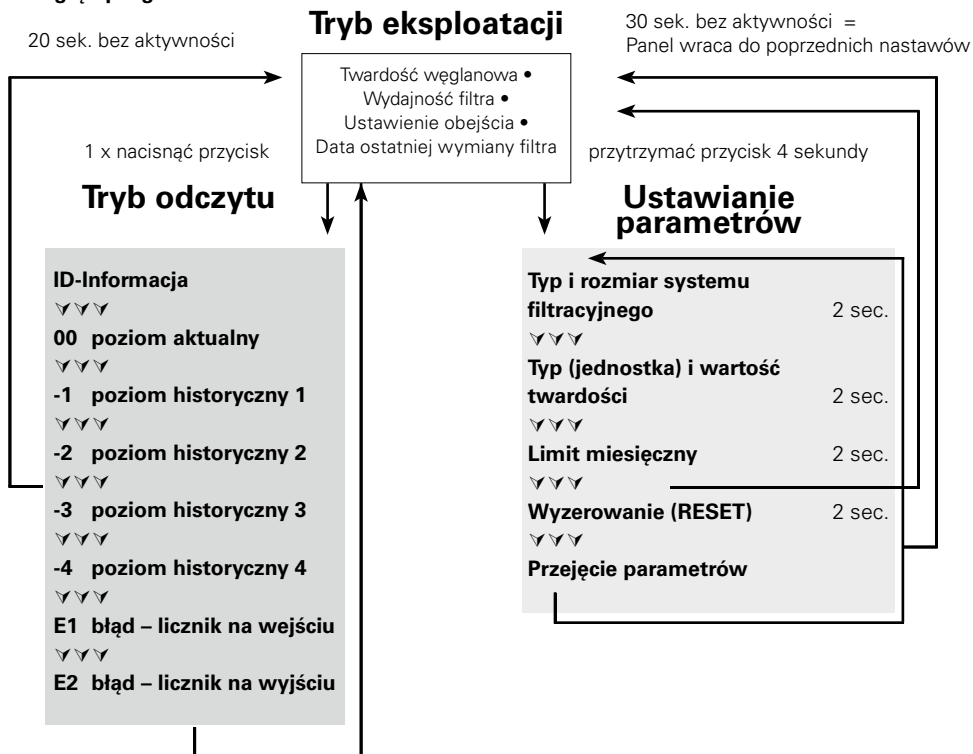 Tryb eksploatacji
20 sek. bez aktywności
30 sek. bez aktywności =
Panel wraca do poprzednich nastawów
Twardość węglanowa •
Wydajność filtra •
Ustawienie obejścia •
Data ostatniej wymiany filtra
1 x nacisnąć przycisk
przytrzymać przycisk 4 sekundy
Tryb odczytu
ID-Informacja
00 poziom aktualny
-1 poziom historyczny 1
-2 poziom historyczny 2
-3 poziom historyczny 3
-4 poziom historyczny 4
E1 błąd – licznik na wejściu
E2 błąd – licznik na wyjściu
Ustawianie
parametrów
Typ i rozmiar systemu
filtracyjnego 2 sec.
Typ (jednostka) i wartość
twardości 2 sec.
Limit miesięczny 2 sec.
Wyzerowanie (RESET) 2 sec.
Przejęcie parametrów